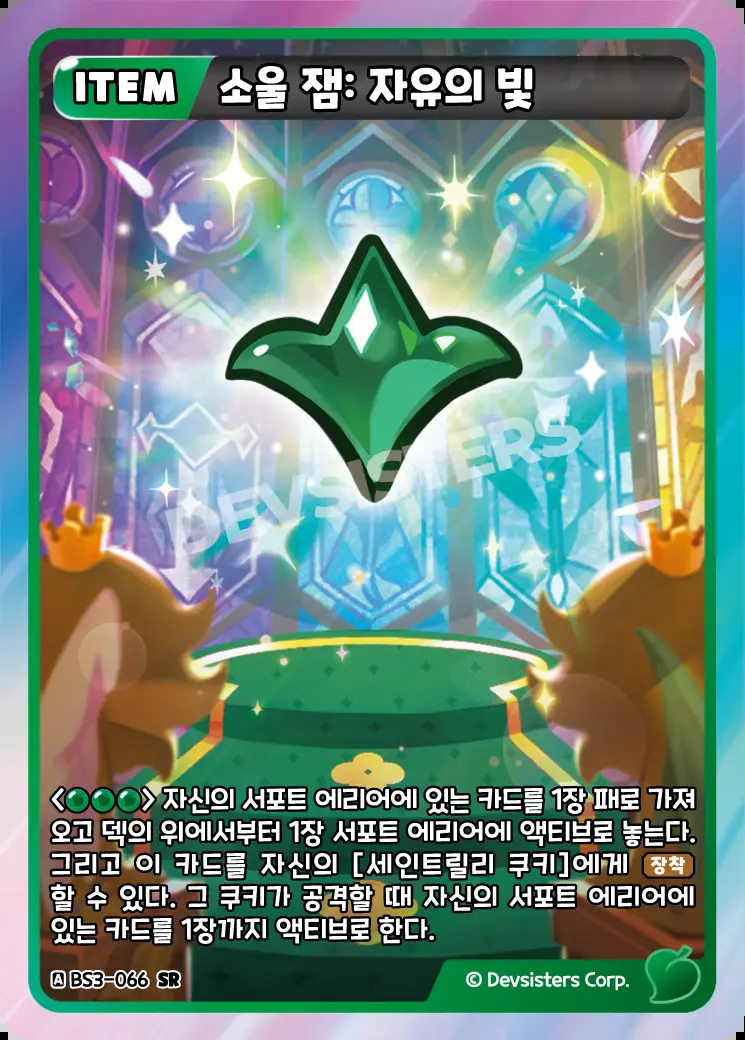 ITEM 소울 잼: 자유의 빛
DEVSISTERS
< > 자신의 서포트 에리어에 있는 카드를 1장 패로 가져
오고 덱의 위에서부터 1장 서포트 에리어에 액티브로 놓는다.
그리고 이 카드를 자신의 [세인트릴리 쿠키]에게 장착
할 수 있다. 그 쿠키가 공격할 때 자신의 서포트 에리어에
있는 카드를 1장까지 액티브로 한다.
A BS3-066 SR © Devsisters Corp.